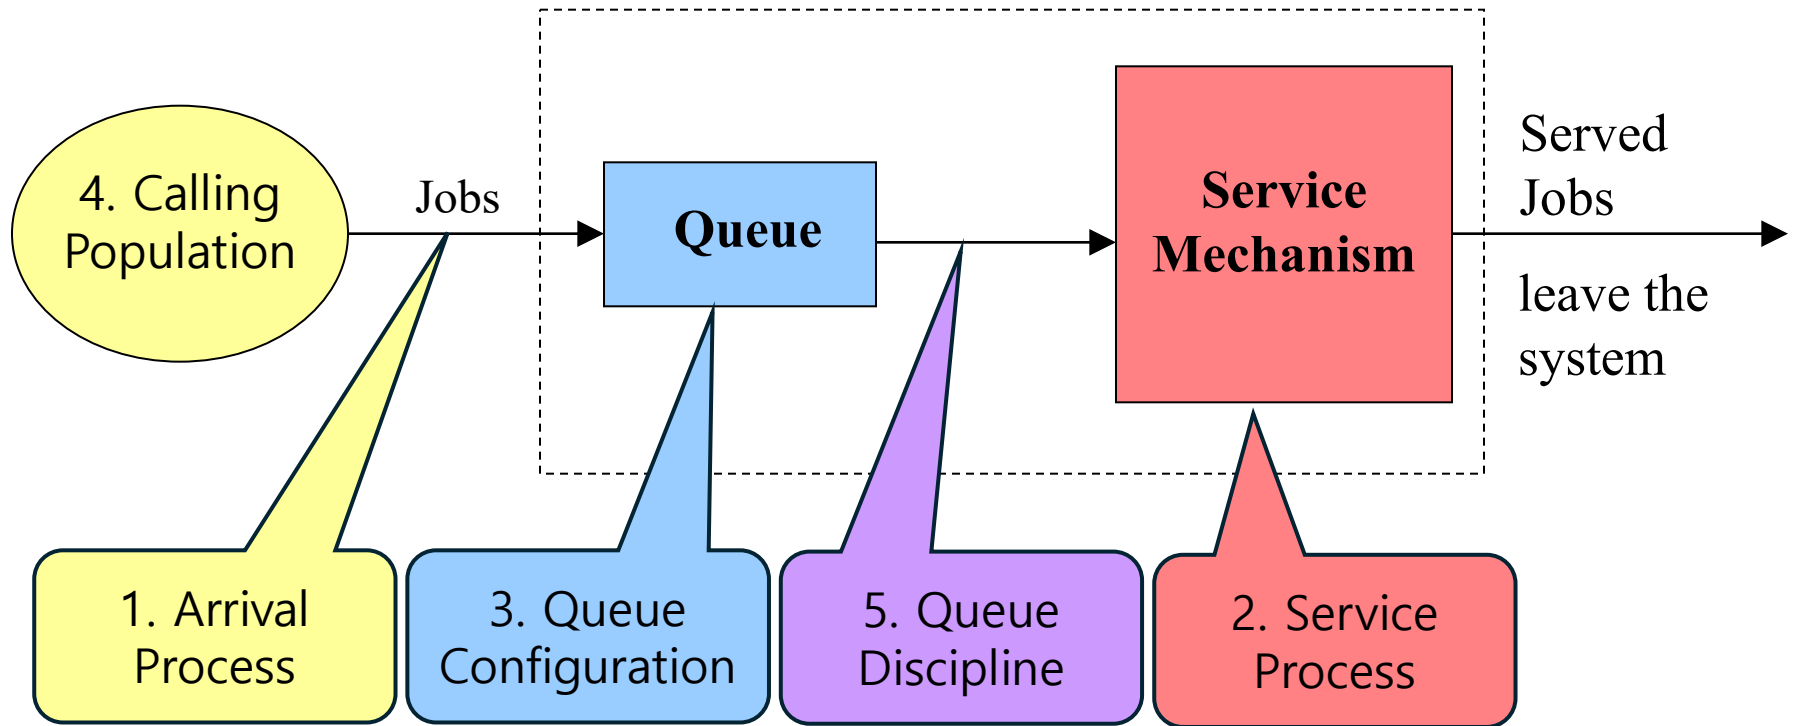 4. Calling
Population
Jobs
Queue
Service
Mechanism
Served
Jobs
leave the
system
1. Arrival
Process
3. Queue
Configuration
5. Queue
Discipline
2. Service
Process